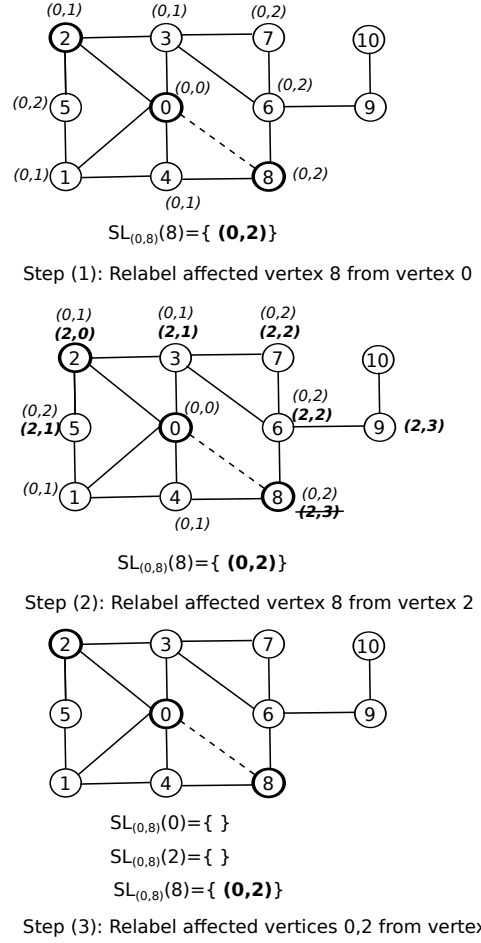 (0,1) (0,1) (0,2)
2 3 7 10
(0,0) (0,2)
(0,2) 5 0 6 9
(0,1) 1 4 8 (0,2)
(0,1)
SL(0,8)(8)={ (0,2)}
Step (1): Relabel affected vertex 8 from vertex 0
(0,1) (0,1) (0,2)
(2,0) (2,1) (2,2)
2 3 7 10
(0,2) (0,0) (0,2)
(2,1) 5 0 6 (2,2) 9 (2,3)
(0,1) 1 4 8 (0,2)
(0,1) (2,3)
SL(0,8)(8)={ (0,2)}
Step (2): Relabel affected vertex 8 from vertex 2
2 3 7 10
5 0 6 9
1 4 8
SL(0,8)(0)={ }
SL(0,8)(2)={ }
SL(0,8)(8)={ (0,2)}
Step (3): Relabel affected vertices 0,2 from vertex